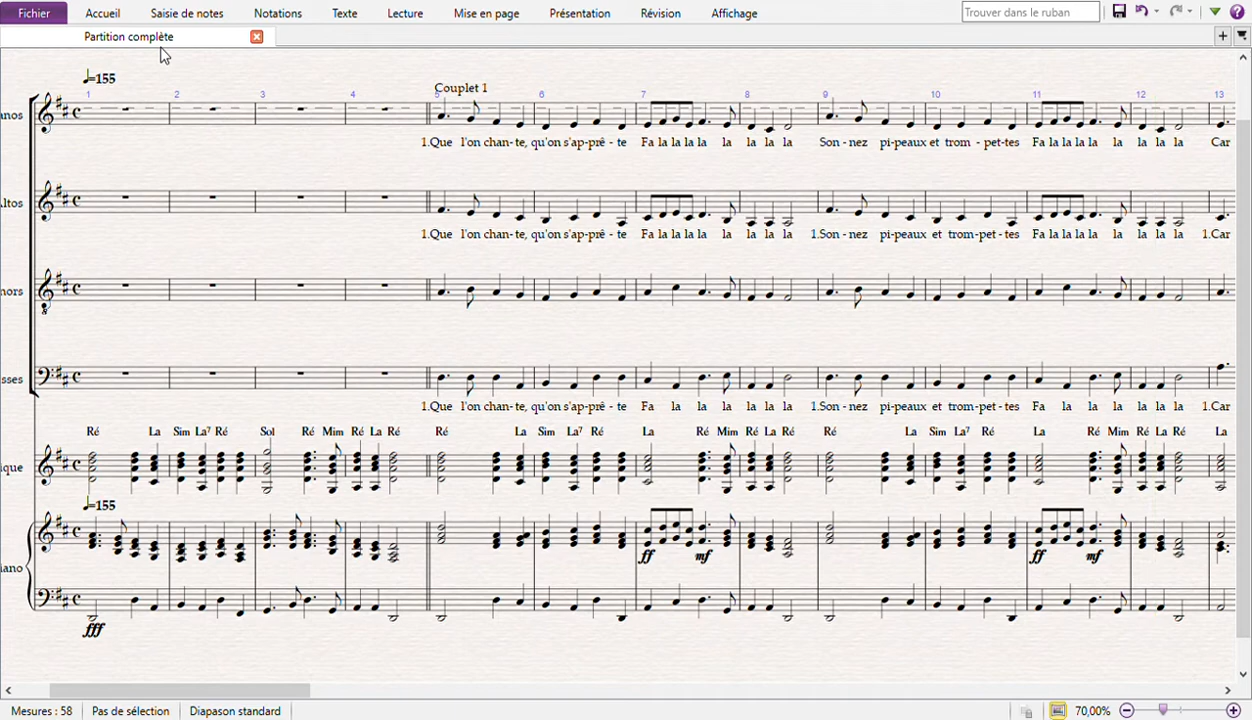 Fichier Accueil Saisie de notes Notations Texte Lecture Mise en page Présentation Révision Affichage Trouver dans le ruban
Partition complète
♩=155
1 2 3 4 5 6 7 8 9 10 11 12 13
Couplet 1
anos
1.Que l'on chan-te, qu'on s'ap-prê - te Fa la la la la la la la Son - nez pi-peaux et trom - pet-tes Fa la la la la la la la Car
Altos
1.Que l'on chan-te, qu'on s'ap-prê - te Fa la la la la la la la 1.Son - nez pi-peaux et trom-pet-tes Fa la la la la la la la 1.Car
nors
sses
1.Que l'on chan-te, qu'on s'ap-prê - te Fa la la la la la la 1.Son - nez pi-peaux et trom-pet-tes Fa la la la la la la 1.Car
Ré La Sim La7 Ré Sol Ré Mim Ré La Ré Ré La Sim La7 Ré La Ré Mim Ré La Ré Ré La Sim La7 Ré La Ré Mim Ré La Ré La
ique
♩=155
ff mf ff mf
iano
fff
Mesures : 58 Pas de sélection Diapason standard 70,00%